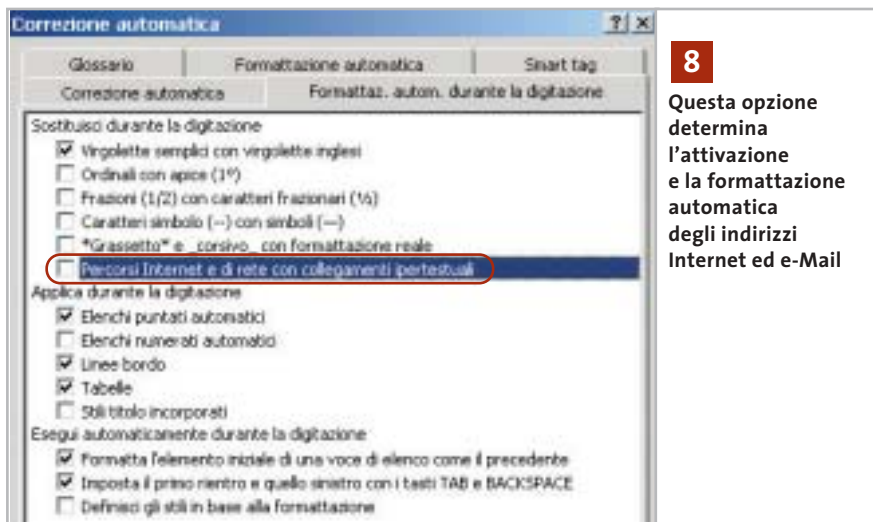 Correzione automatica
Glossario Formattazione automatica Smart tag
Correzione automatica Formattaz. autom. durante la digitazione
Sostituisci durante la digitazione
Virgolette semplici con virgolette inglesi
Ordinali con apice (1º)
Frazioni (1/2) con caratteri frazionari (½)
Caratteri simbolo (--) con simboli (—)
*Grassetto* e _corsivo_ con formattazione reale
Percorsi Internet e di rete con collegamenti ipertestuali
Applica durante la digitazione
Elenchi puntati automatici
Elenchi numerati automatici
Linee bordo
Tabelle
Stili titolo incorporati
Esegui automaticamente durante la digitazione
Formatta l'elemento iniziale di una voce di elenco come il precedente
Imposta il primo rientro e quello sinistro con i tasti TAB e BACKSPACE
Definisci gli stili in base alla formattazione
8
Questa opzione
determina
l’attivazione
e la formattazione
automatica
degli indirizzi
Internet ed e-Mail